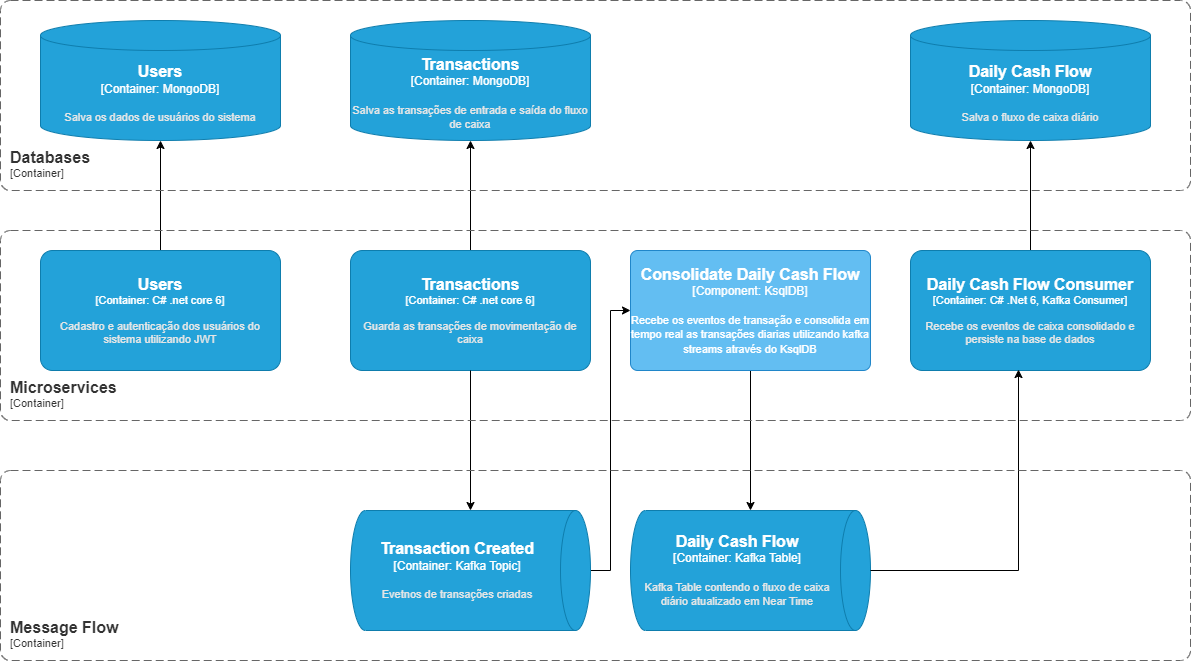 Users
[Container: MongoDB]
Salva os dados de usuários do sistema
Transactions
[Container: MongoDB]
Salva as transações de entrada e saída do fluxo
de caixa
Daily Cash Flow
[Container: MongoDB]
Salva o fluxo de caixa diário
Databases
[Container]
Users
[Container: C# .net core 6]
Cadastro e autenticação dos usuários do
sistema utilizando JWT
Transactions
[Container: C# .net core 6]
Guarda as transações de movimentação de
caixa
Consolidate Daily Cash Flow
[Component: KsqlDB]
Recebe os eventos de transação e consolida em
tempo real as transações diarias utilizando kafka
streams através do KsqlDB
Daily Cash Flow Consumer
[Container: C# .Net 6, Kafka Consumer]
Recebe os eventos de caixa consolidado e
persiste na base de dados
Microservices
[Container]
Transaction Created
[Container: Kafka Topic]
Evetnos de transações criadas
Daily Cash Flow
[Container: Kafka Table]
Kafka Table contendo o fluxo de caixa
diário atualizado em Near Time
Message Flow
[Container]